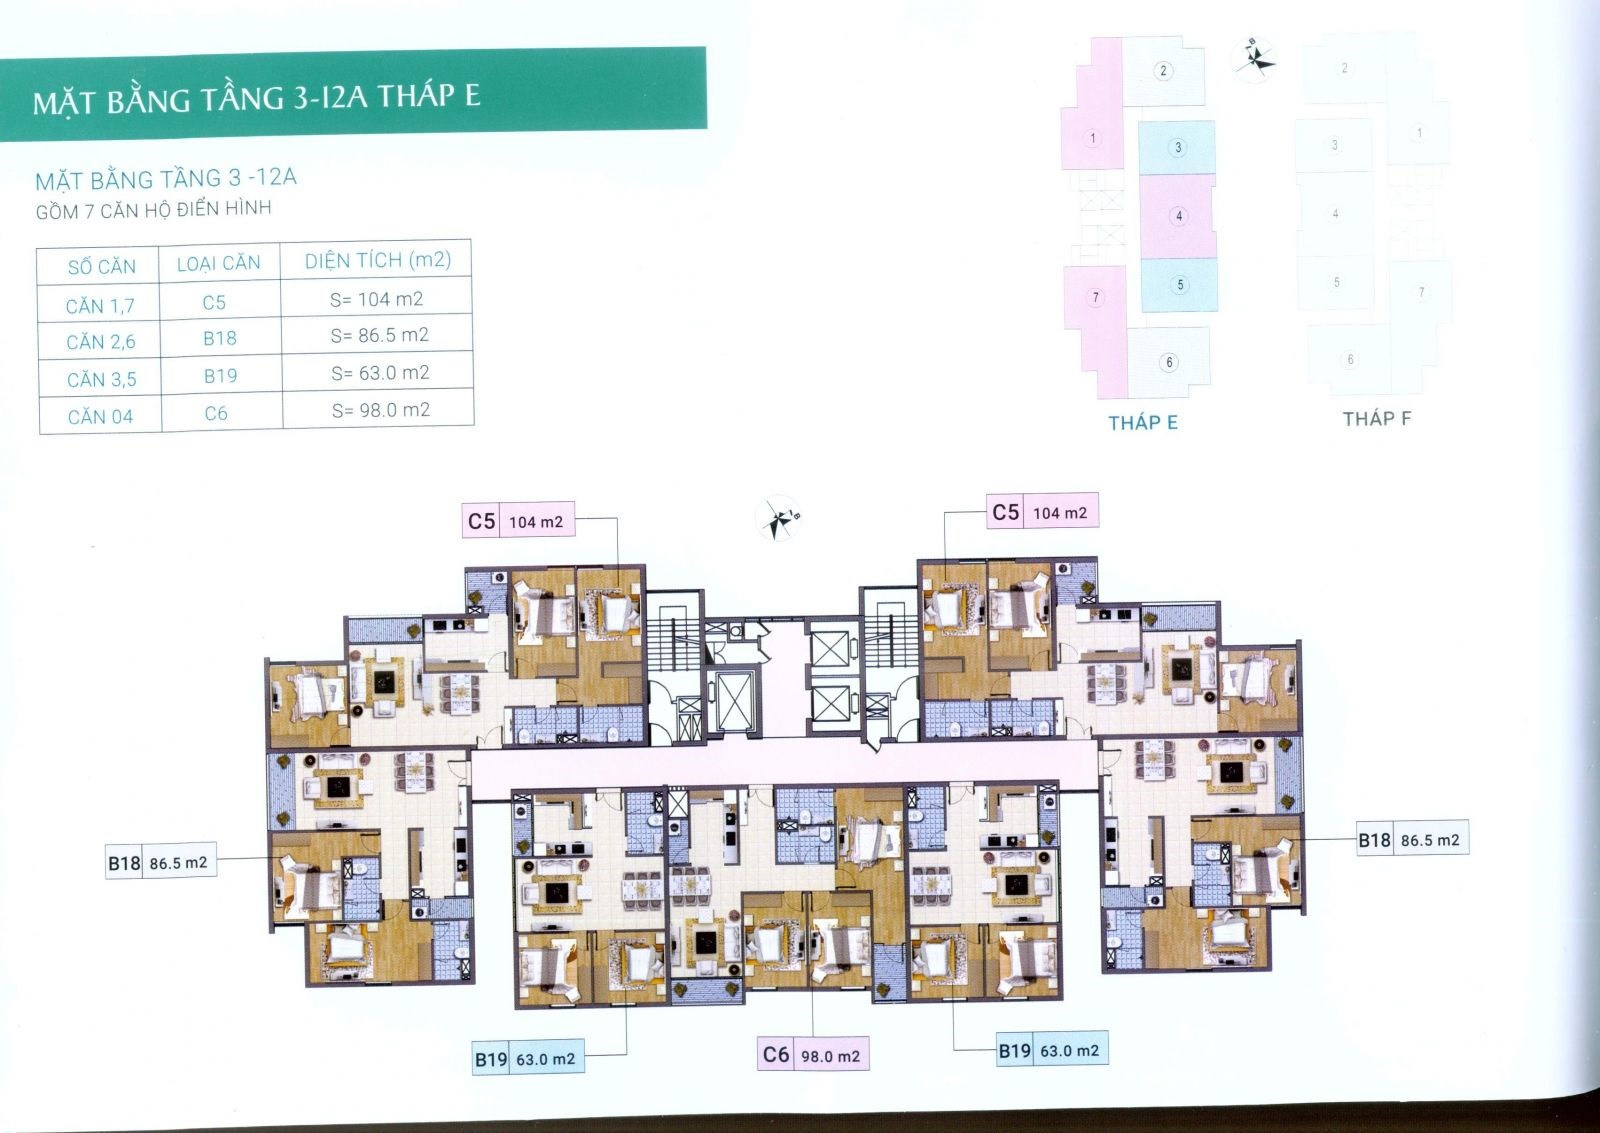 MẶT BẰNG TẦNG 3-12A THÁP E
MẶT BẰNG TẦNG 3 -12A
GỒM 7 CĂN HỘ ĐIỂN HÌNH
SỐ CĂN LOẠI CĂN DIỆN TÍCH (m2)
CĂN 1,7 C5 S= 104 m2
CĂN 2,6 B18 S= 86.5 m2
CĂN 3,5 B19 S= 63.0 m2
CĂN 04 C6 S= 98.0 m2
B
2
1
3
4
5
7
6
THÁP E
2
1
3
4
5
7
6
THÁP F
C5 104 m2
B
C5 104 m2
B18 86.5 m2
B18 86.5 m2
B19 63.0 m2
C6 98.0 m2
B19 63.0 m2